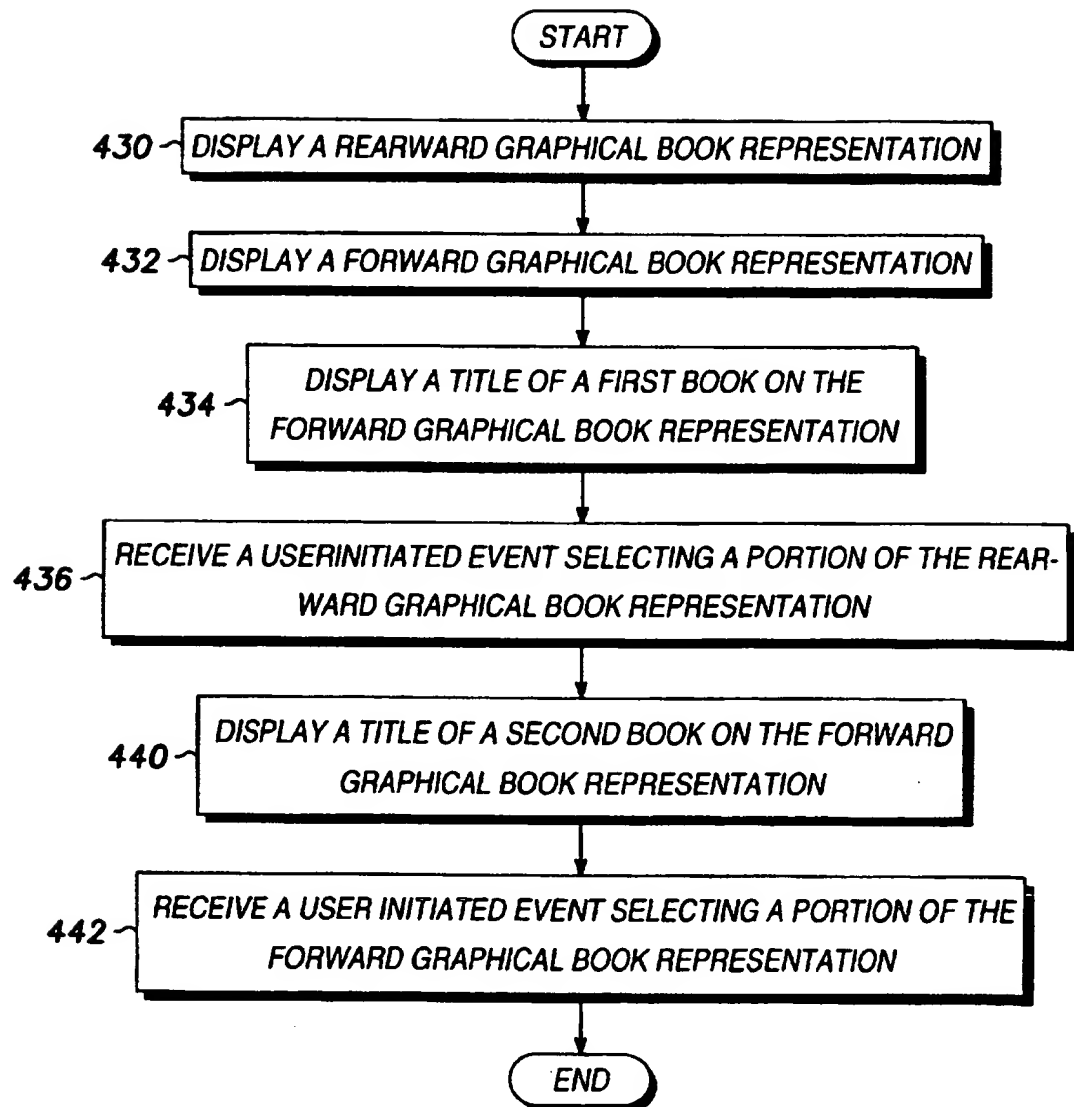 START
430 DISPLAY A REARWARD GRAPHICAL BOOK REPRESENTATION
432 DISPLAY A FORWARD GRAPHICAL BOOK REPRESENTATION
DISPLAY A TITLE OF A FIRST BOOK ON THE
434
FORWARD GRAPHICAL BOOK REPRESENTATION
RECEIVE A USERINITIATED EVENT SELECTING A PORTION OF THE REAR-
436
WARD GRAPHICAL BOOK REPRESENTATION
DISPLAY A TITLE OF A SECOND BOOK ON THE FORWARD
440
GRAPHICAL BOOK REPRESENTATION
RECEIVE A USER INITIATED EVENT SELECTING A PORTION OF THE
442
FORWARD GRAPHICAL BOOK REPRESENTATION
END